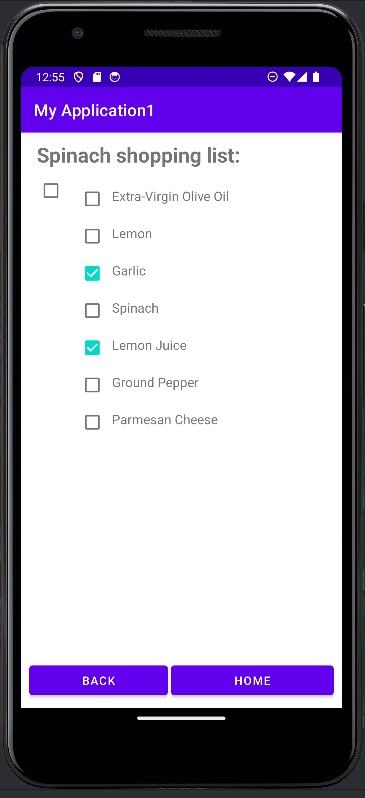 12:55
My Application1
Spinach shopping list:
Extra-Virgin Olive Oil
Lemon
Garlic
Spinach
Lemon Juice
Ground Pepper
Parmesan Cheese
BACK HOME